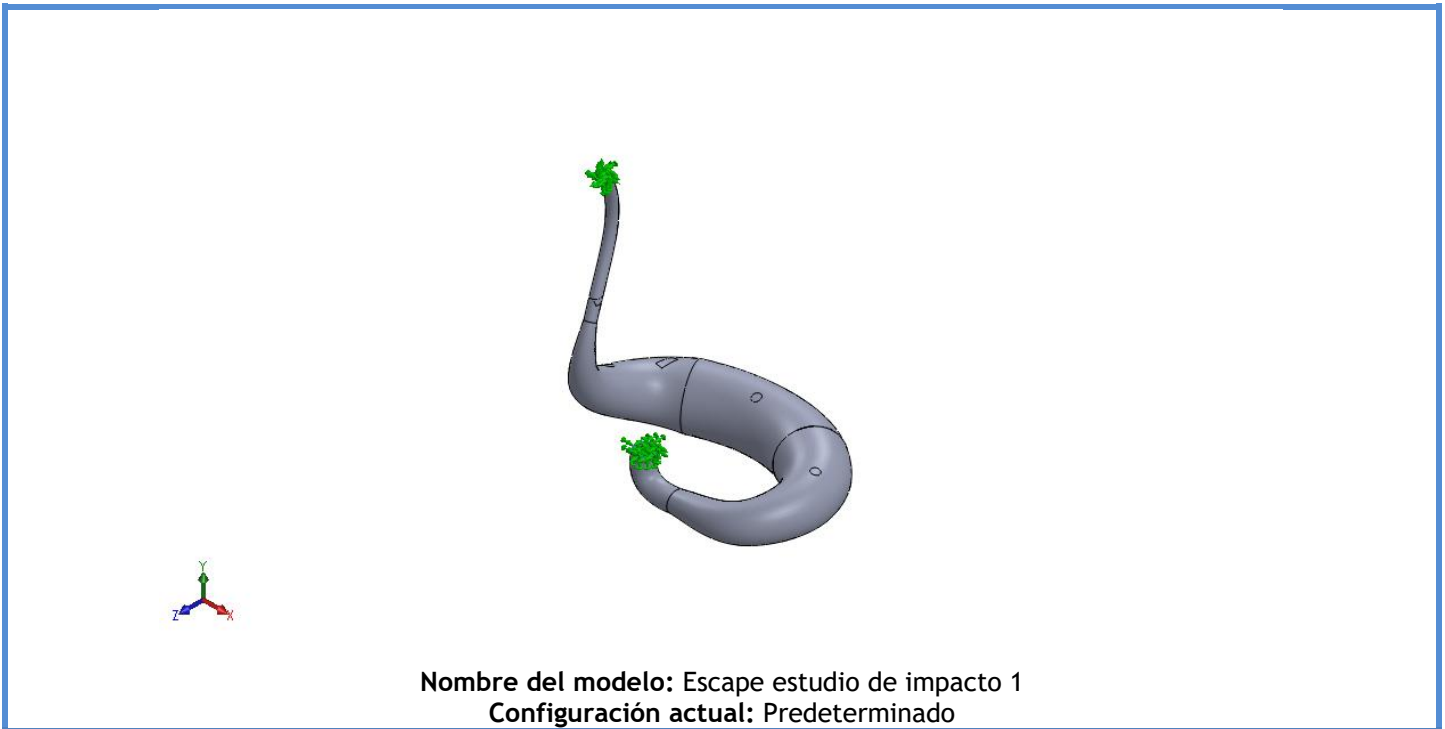 Y
Z
X
Nombre del modelo: Escape estudio de impacto 1
Configuración actual: Predeterminado